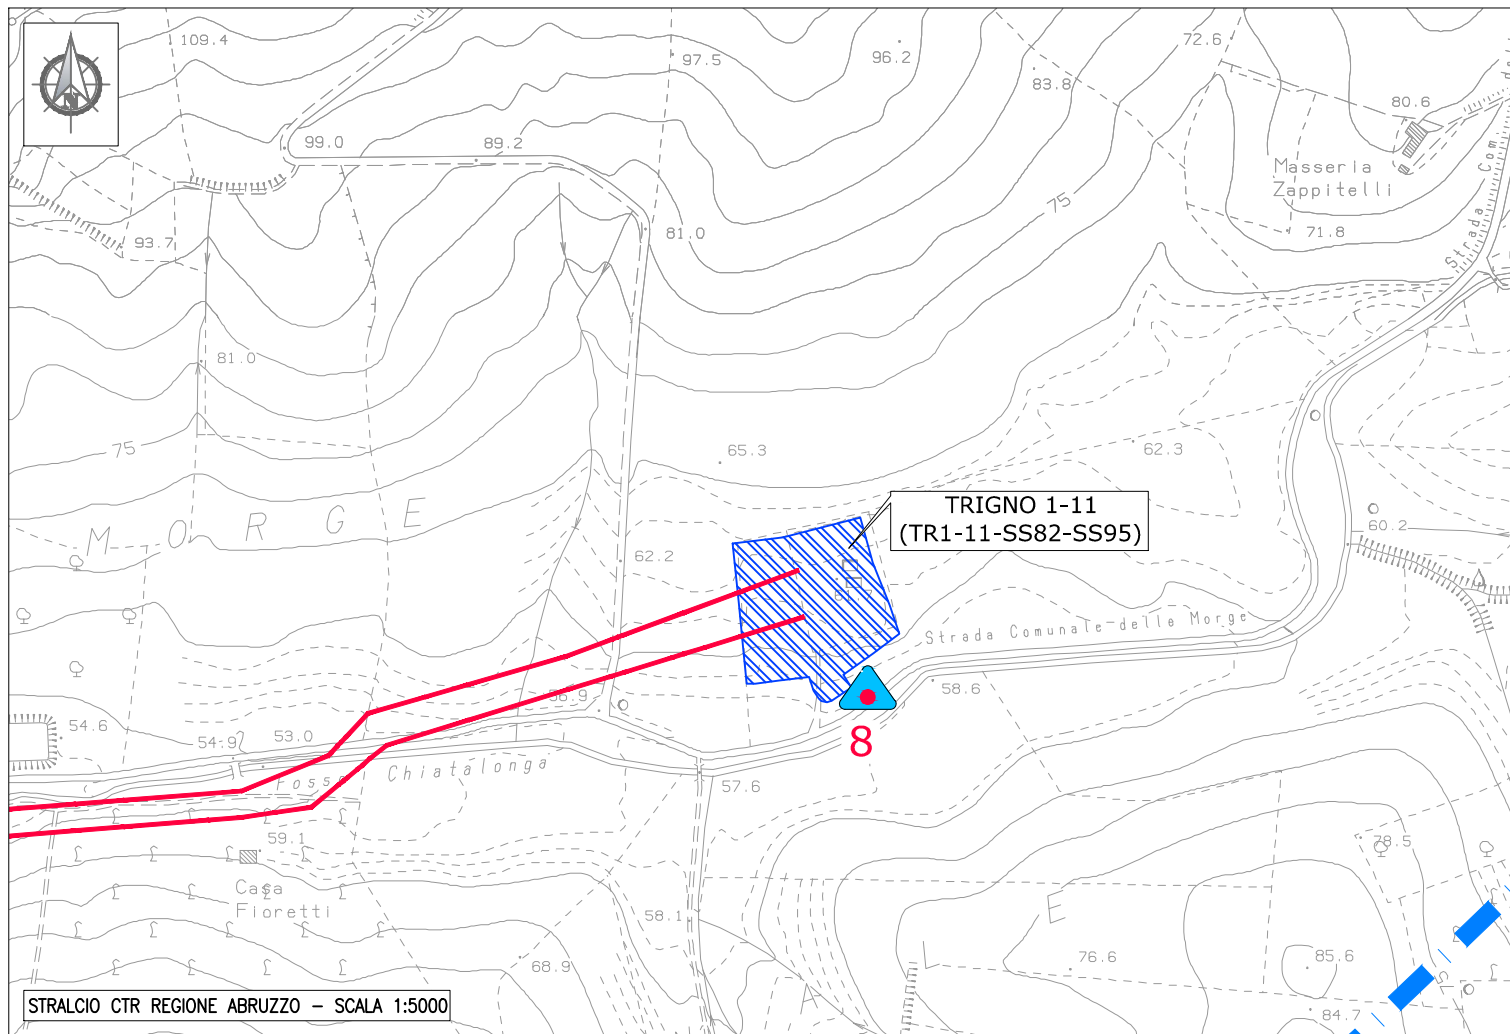 109.4
97.5
96.2
72.6
83.8
80.6
N
99.0
89.2
Masseria
Zappitelli
Strada Com
75
93.7
81.0
71.8
81.0
75
65.3
62.3
M O R G E
TRIGNO 1-11
(TR1-11-SS82-SS95)
60.2
62.2
61.7
Strada Comunale delle Morge
56.9
58.6
54.6
54.9
53.0
8
Fosso Chiatalonga
57.6
59.1
78.5
Casa
Fioretti
58.1
E
L
A
68.9
76.6
85.6
84.7
STRALCIO CTR REGIONE ABRUZZO - SCALA 1:5000